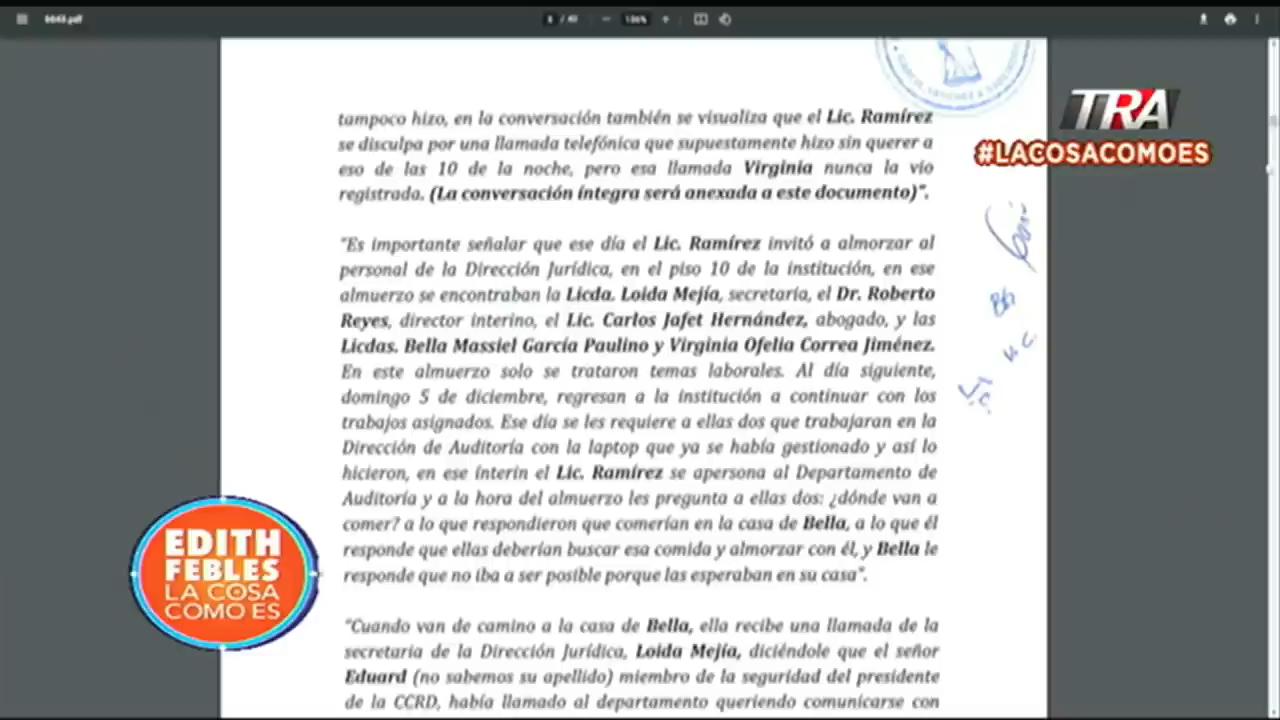 6643.pdf
tampoco hizo, en la conversación también se visualiza que el Lic. Ramírez
se disculpa por una llamada telefónica que supuestamente hizo sin querer a
eso de las 10 de la noche, pero esa llamada Virginia nunca la vio
registrada. (La conversación íntegra será anexada a este documento)".
"Es importante señalar que ese día el Lic. Ramírez invitó a almorzar al
personal de la Dirección Jurídica, en el piso 10 de la institución, en ese
almuerzo se encontraban la Licda. Loida Mejía, secretaria, el Dr. Roberto
Reyes, director interino, el Lic. Carlos Jafet Hernández, abogado, y las
Licdas. Bella Massiel García Paulino y Virginia Ofelia Correa Jiménez.
En este almuerzo solo se trataron temas laborales. Al día siguiente,
domingo 5 de diciembre, regresan a la institución a continuar con los
trabajos asignados. Ese día se les requiere a ellas dos que trabajaran en la
Dirección de Auditoría con la laptop que ya se había gestionado y así lo
hicieron, en ese ínterin el Lic. Ramírez se apersona al Departamento de
Auditoría y a la hora del almuerzo les pregunta a ellas dos: ¿dónde van a
comer? a lo que respondieron que comerían en la casa de Bella, a lo que él
responde que ellas deberían buscar esa comida y almorzar con él, y Bella le
responde que no iba a ser posible porque las esperaban en su casa".
"Cuando van de camino a la casa de Bella, ella recibe una llamada de la
secretaria de la Dirección Jurídica, Loida Mejía, diciéndole que el señor
Eduard (no sabemos su apellido) miembro de la seguridad del presidente
de la CCRD, había llamado al departamento queriendo comunicarse con
TRA
#LACOSACOMOES
EDITH
FEBLES
LA COSA
COMO ES